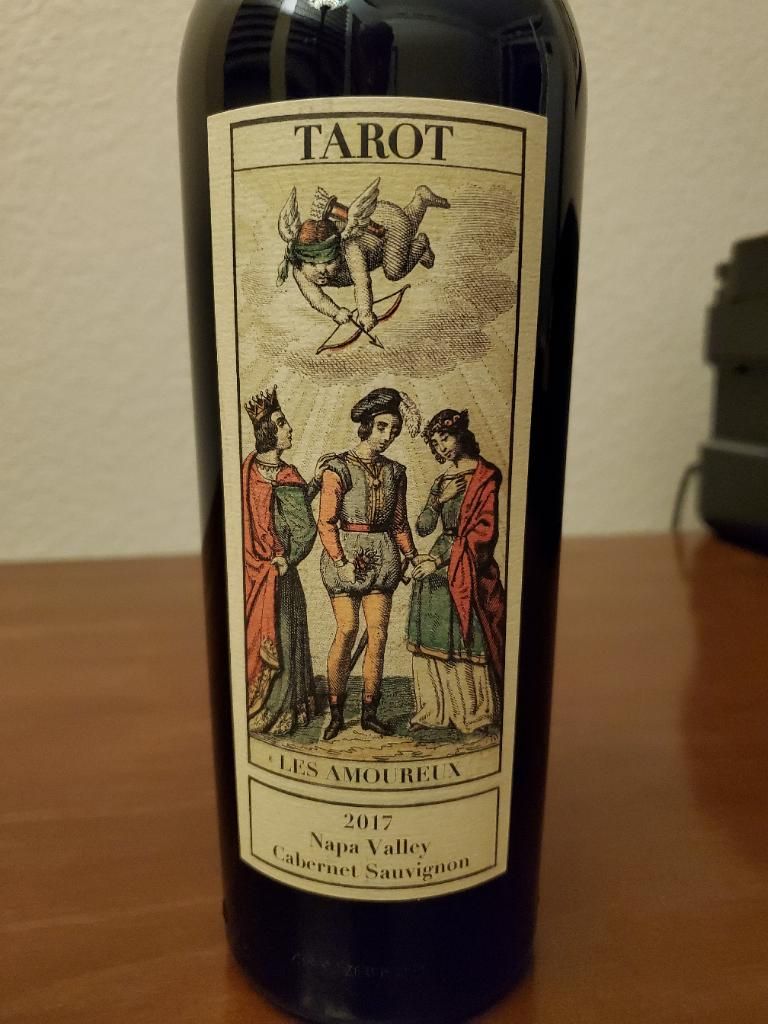 TAROT
LES AMOUREUX
2017
Napa Valley
Cabernet Sauvignon